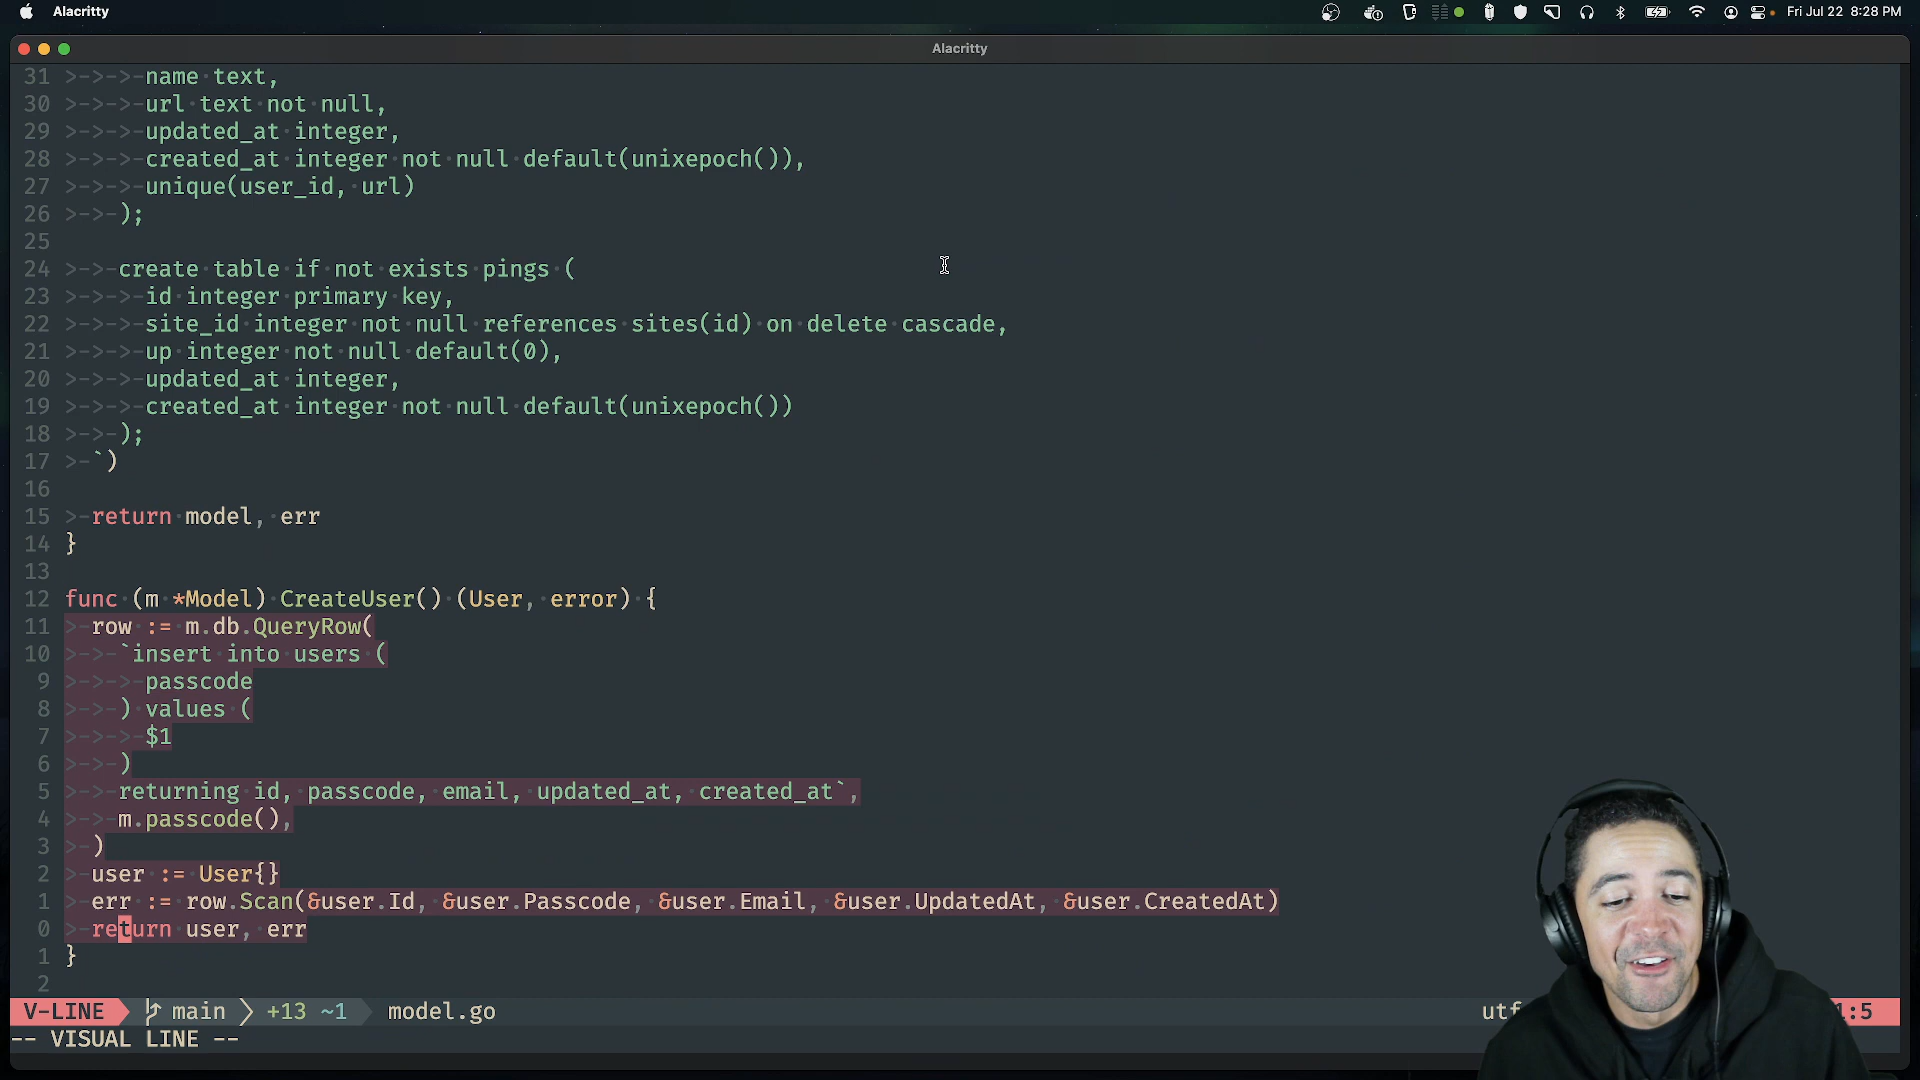 Alacritty
Fri Jul 22 8:28 PM
Alacritty
31 >->->-name·text,
30 >->->-url·text·not·null,
29 >->->-updated_at·integer,
28 >->->-created_at·integer·not·null·default(unixepoch()),
27 >->->-unique(user_id,·url)
26 >->-);
25
24 >->-create·table·if·not·exists·pings·(
23 >->->-id·integer·primary·key,
22 >->->-site_id·integer·not·null·references·sites(id)·on·delete·cascade,
21 >->->-up·integer·not·null·default(0),
20 >->->-updated_at·integer,
19 >->->-created_at·integer·not·null·default(unixepoch())
18 >->-);
17 >-`)
16
15 >-return·model,·err
14 }
13
12 func·(m·*Model)·CreateUser()·(User,·error)·{
11 >-row·:=·m.db.QueryRow(
10 >->-`insert·into·users·(
9 >->->-passcode
8 >->-)·values·(
7 >->->-$1
6 >->-)
5 >->-returning·id,·passcode,·email,·updated_at,·created_at`,
4 >->-m.passcode(),
3 >-)
2 >-user·:=·User{}
1 >-err·:=·row.Scan(&user.Id,·&user.Passcode,·&user.Email,·&user.UpdatedAt,·&user.CreatedAt)
0 >-return·user,·err
1 }
2
V-LINE main +13 ~1 model.go :5
-- VISUAL LINE --